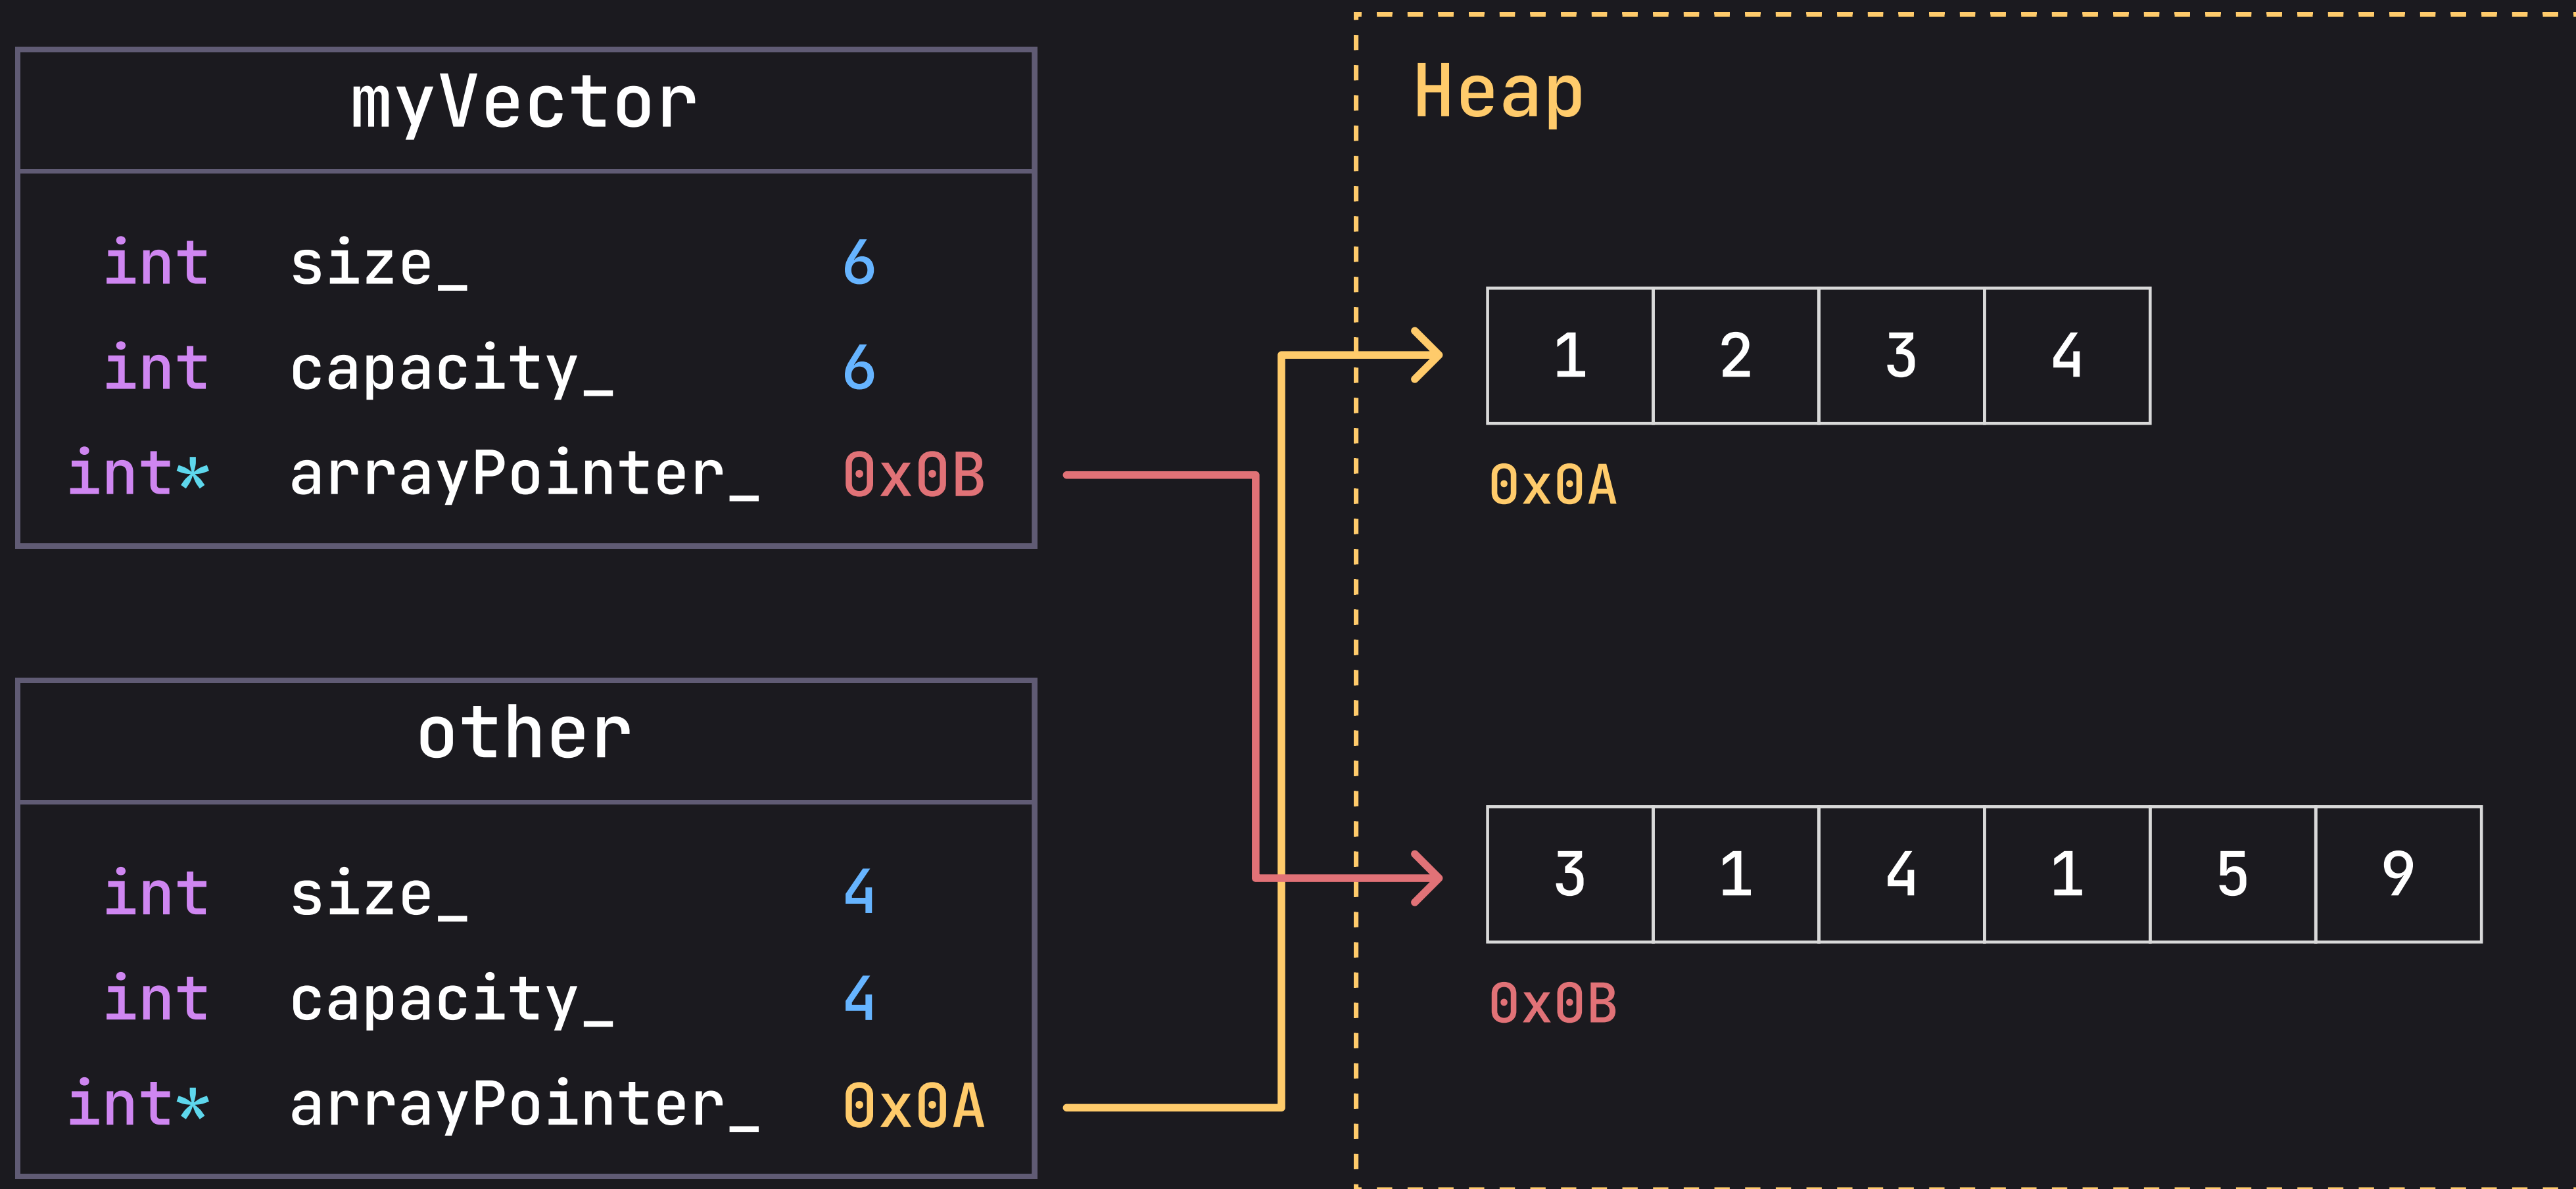 myVector
int size_ 6
int capacity_ 6
int* arrayPointer_ 0x0B
other
int size_ 4
int capacity_ 4
int* arrayPointer_ 0x0A
Heap
1 2 3 4
0x0A
3 1 4 1 5 9
0x0B